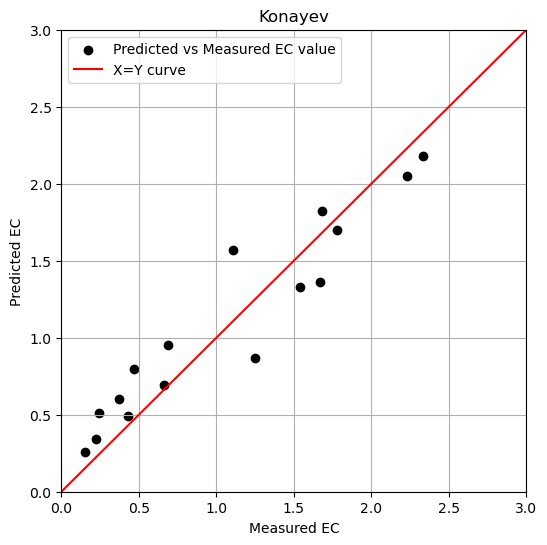 Konayev
Predicted vs Measured EC value
X=Y curve
3.0
2.5
2.0
1.5
1.0
0.5
0.0
Predicted EC
0.0 0.5 1.0 1.5 2.0 2.5 3.0
Measured EC